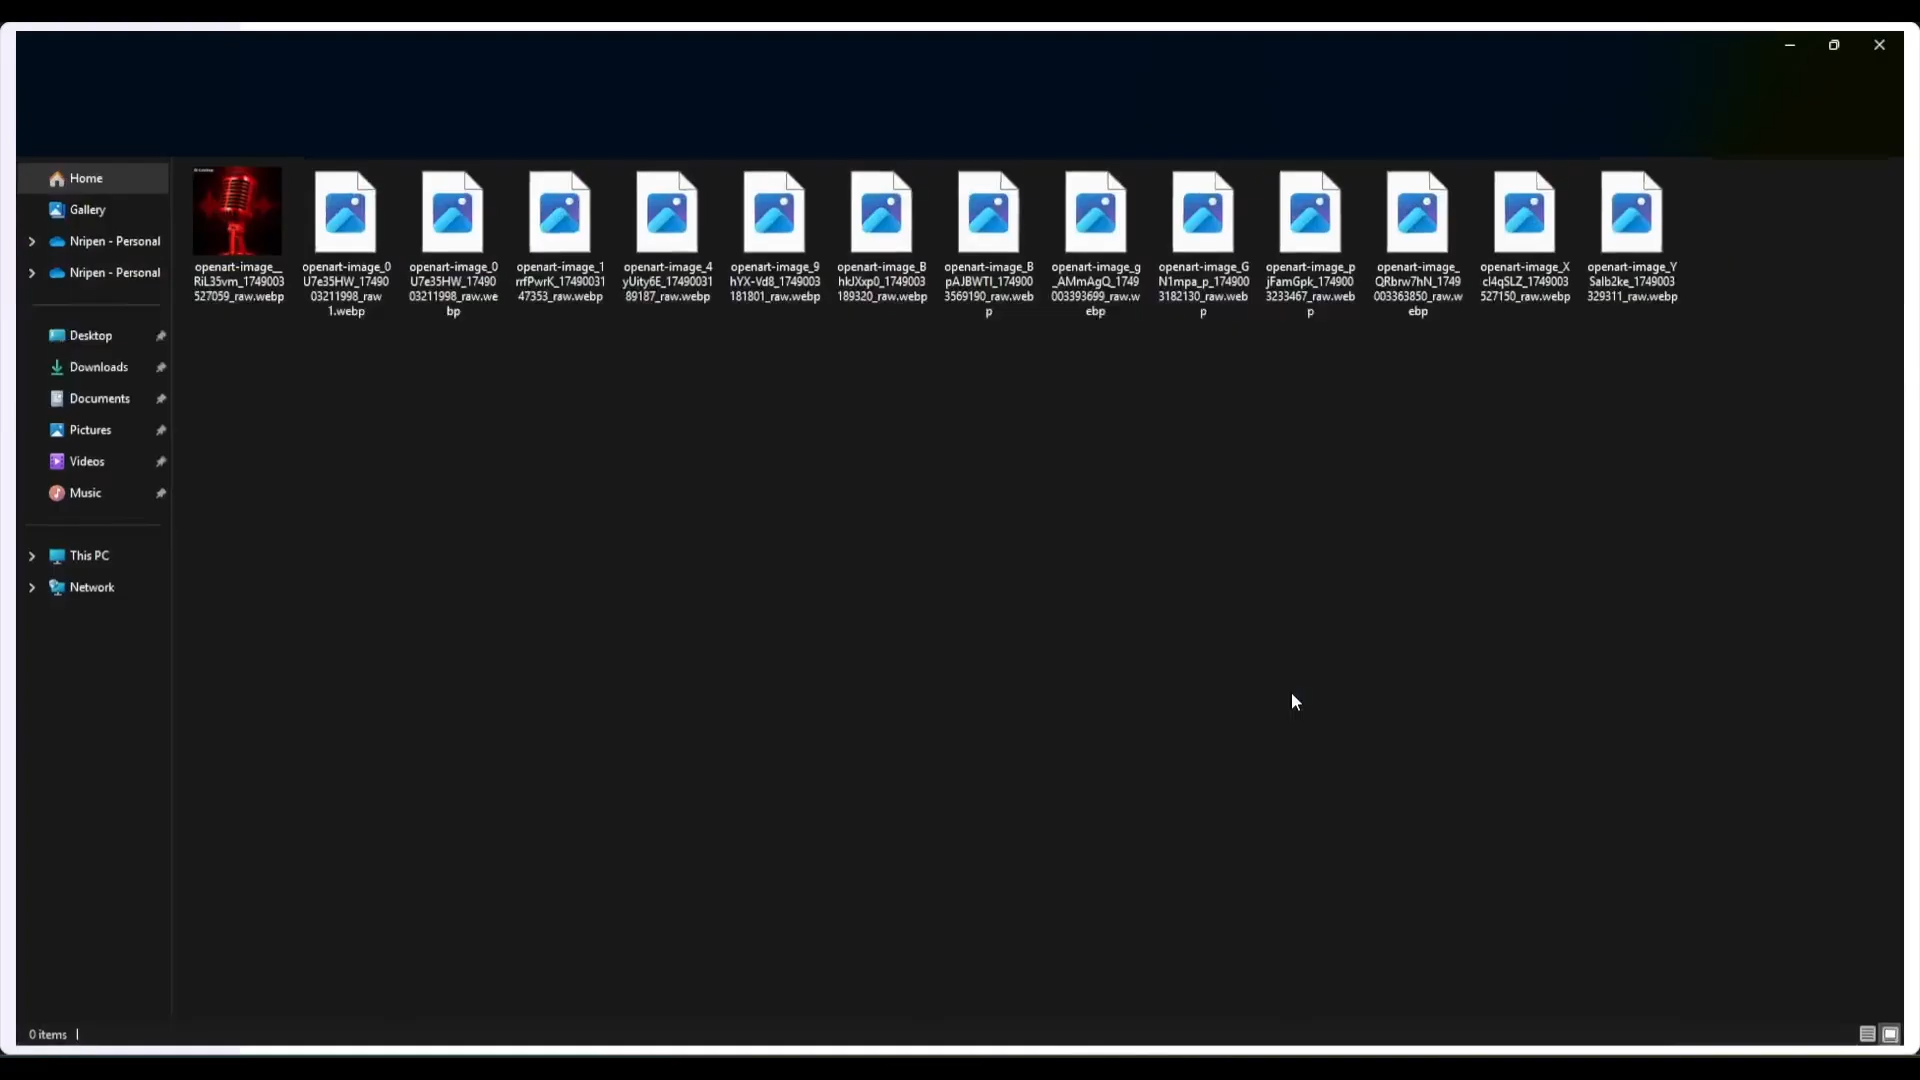 Home
Gallery
Nripen - Personal
Nripen - Personal
Desktop
Downloads
Documents
Pictures
Videos
Music
This PC
Network
openart-image__
RiL35vm_1749003
527059_raw.webp
openart-image_0
U7e35HW_17490
03211998_raw
1.webp
openart-image_0
U7e35HW_17490
03211998_raw.we
bp
openart-image_1
rrfPwrK_17490031
47353_raw.webp
openart-image_4
yUity6E_17490031
89187_raw.webp
openart-image_9
hYX-Vd8_1749003
181801_raw.webp
openart-image_B
hkJXxp0_1749003
189320_raw.webp
openart-image_B
pAJBWTI_174900
3569190_raw.web
p
openart-image_g
_AMmAgQ_1749
003393699_raw.w
ebp
openart-image_G
N1mpa_p_174900
3182130_raw.web
p
openart-image_p
jFamGpk_174900
3233467_raw.web
p
openart-image_
QRbrw7hN_1749
003363850_raw.w
ebp
openart-image_X
cl4qSLZ_1749003
527150_raw.webp
openart-image_Y
Salb2ke_1749003
329311_raw.webp
0 items